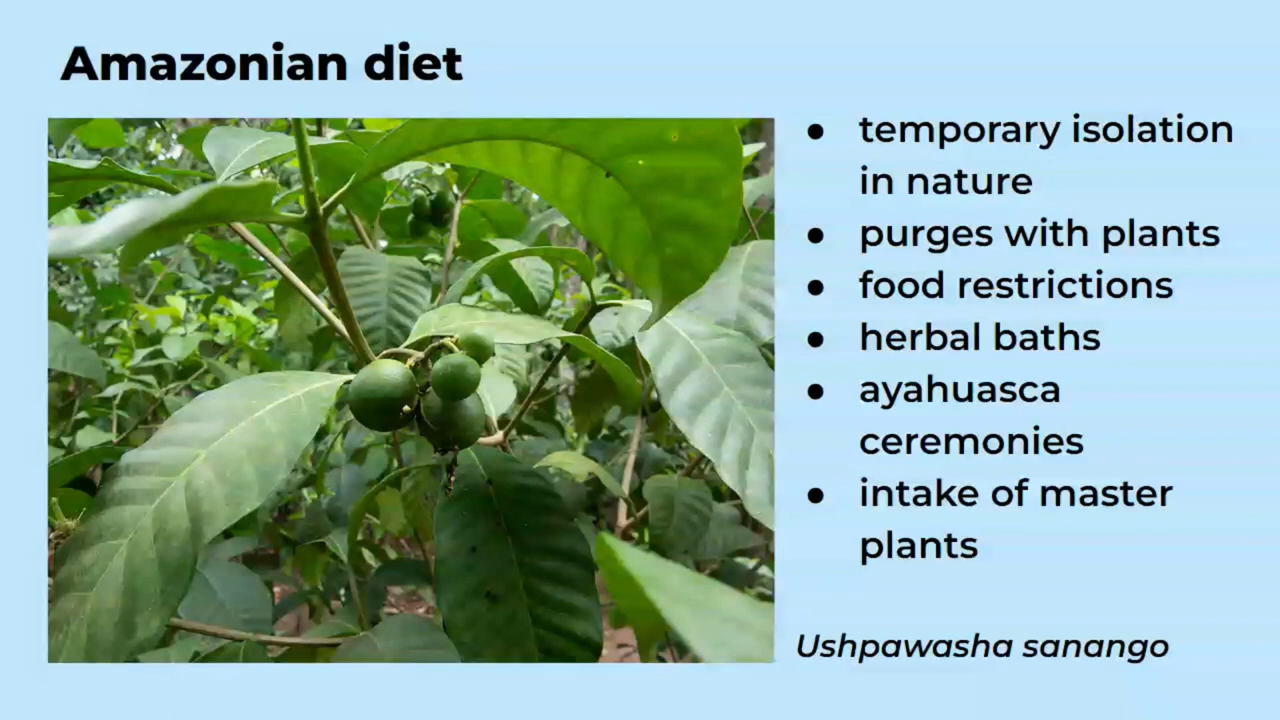 Amazonian diet
● temporary isolation
in nature
● purges with plants
● food restrictions
● herbal baths
● ayahuasca
ceremonies
● intake of master
plants
Ushpawasha sanango